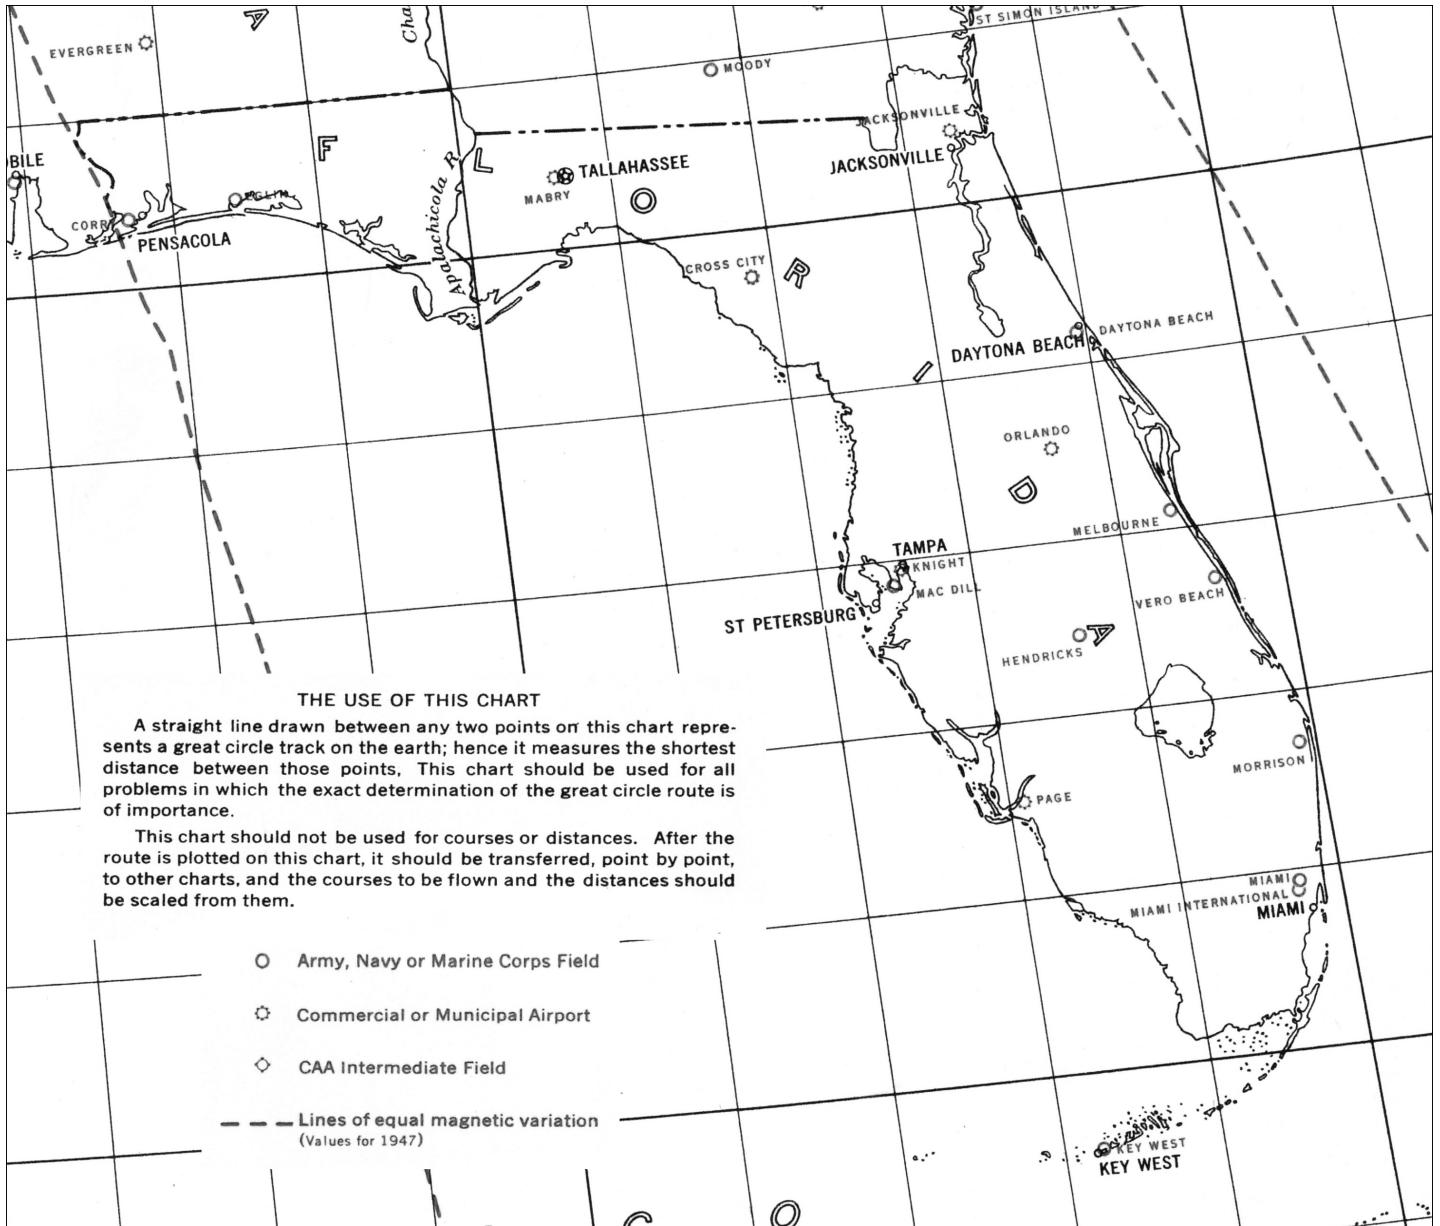 ST SIMON ISLAND
EVERGREEN
A
Cha
MOODY
JACKSONVILLE
F
L
OBILE
TALLAHASSEE
JACKSONVILLE
MABRY
O
EGLIN
CORRY
PENSACOLA
Apalachicola R
CROSS CITY
R
DAYTONA BEACH
DAYTONA BEACH
I
ORLANDO
D
MELBOURNE
TAMPA
KNIGHT
MAC DILL
VERO BEACH
ST PETERSBURG
A
HENDRICKS
THE USE OF THIS CHART
A straight line drawn between any two points on this chart repre-
sents a great circle track on the earth; hence it measures the shortest
distance between those points, This chart should be used for all
problems in which the exact determination of the great circle route is
of importance.
This chart should not be used for courses or distances. After the
route is plotted on this chart, it should be transferred, point by point,
to other charts, and the courses to be flown and the distances should
be scaled from them.
MORRISON
PAGE
MIAMI
MIAMI INTERNATIONAL
MIAMI
Army, Navy or Marine Corps Field
Commercial or Municipal Airport
CAA Intermediate Field
Lines of equal magnetic variation
(Values for 1947)
KEY WEST
KEY WEST
C
O